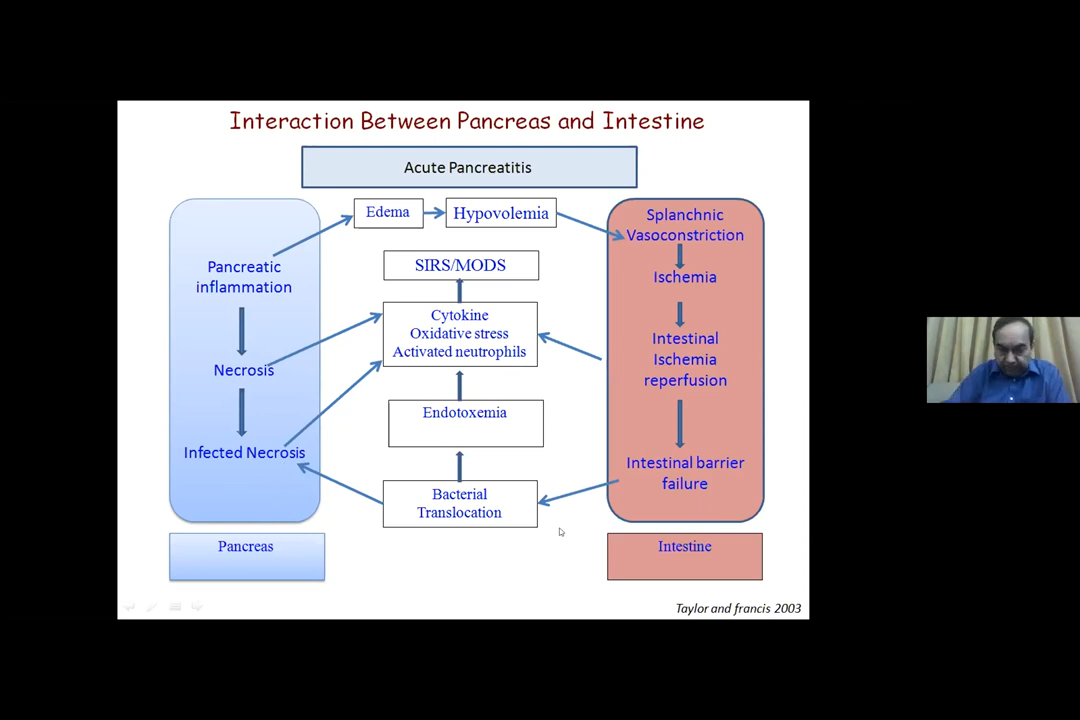 Interaction Between Pancreas and Intestine
Acute Pancreatitis
Edema
Hypovolemia
Splanchnic
Vasoconstriction
Pancreatic
inflammation
SIRS/MODS
Ischemia
Cytokine
Oxidative stress
Activated neutrophils
Intestinal
Ischemia
reperfusion
Necrosis
Endotoxemia
Infected Necrosis
Intestinal barrier
failure
Bacterial
Translocation
Pancreas
Intestine
Taylor and francis 2003